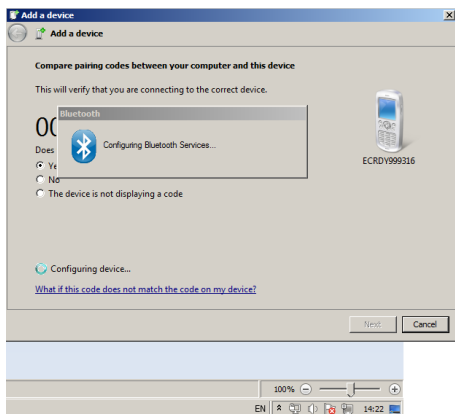 Add a device
Add a device
Compare pairing codes between your computer and this device
This will verify that you are connecting to the correct device.
Bluetooth
Configuring Bluetooth Services...
Does
ECRDY999316
No
The device is not displaying a code
Configuring device...
What if this code does not match the code on my device?
Next Cancel
100%
EN 14:22